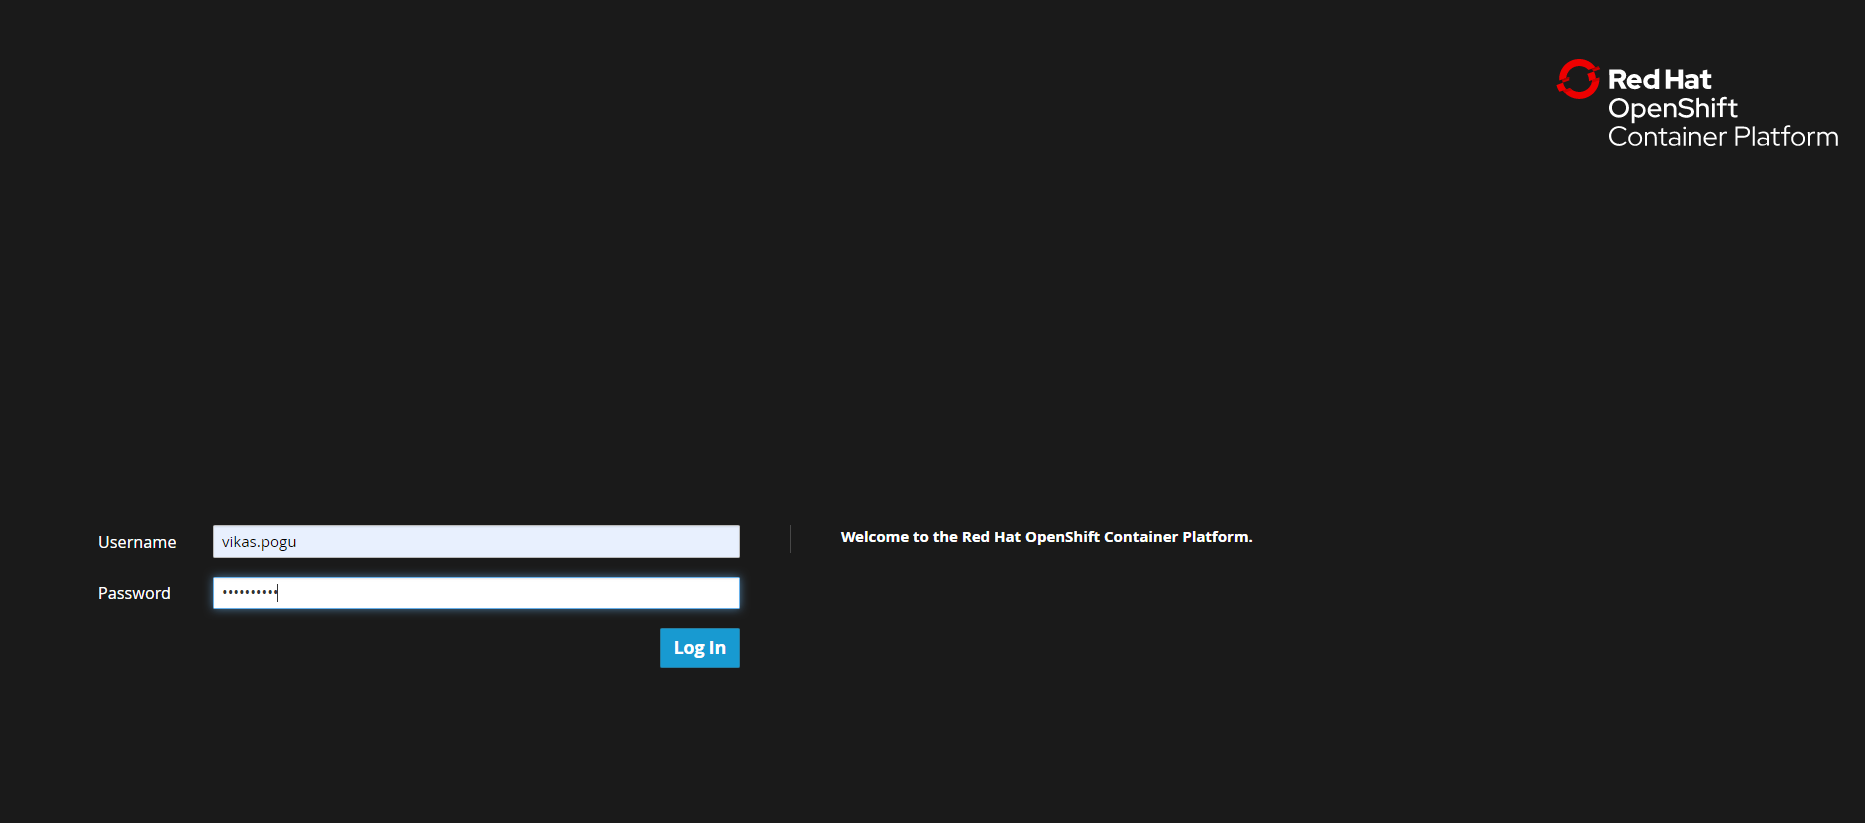 Red Hat
OpenShift
Container Platform
Username
vikas.pogu
Password
••••••••••
Log In
Welcome to the Red Hat OpenShift Container Platform.